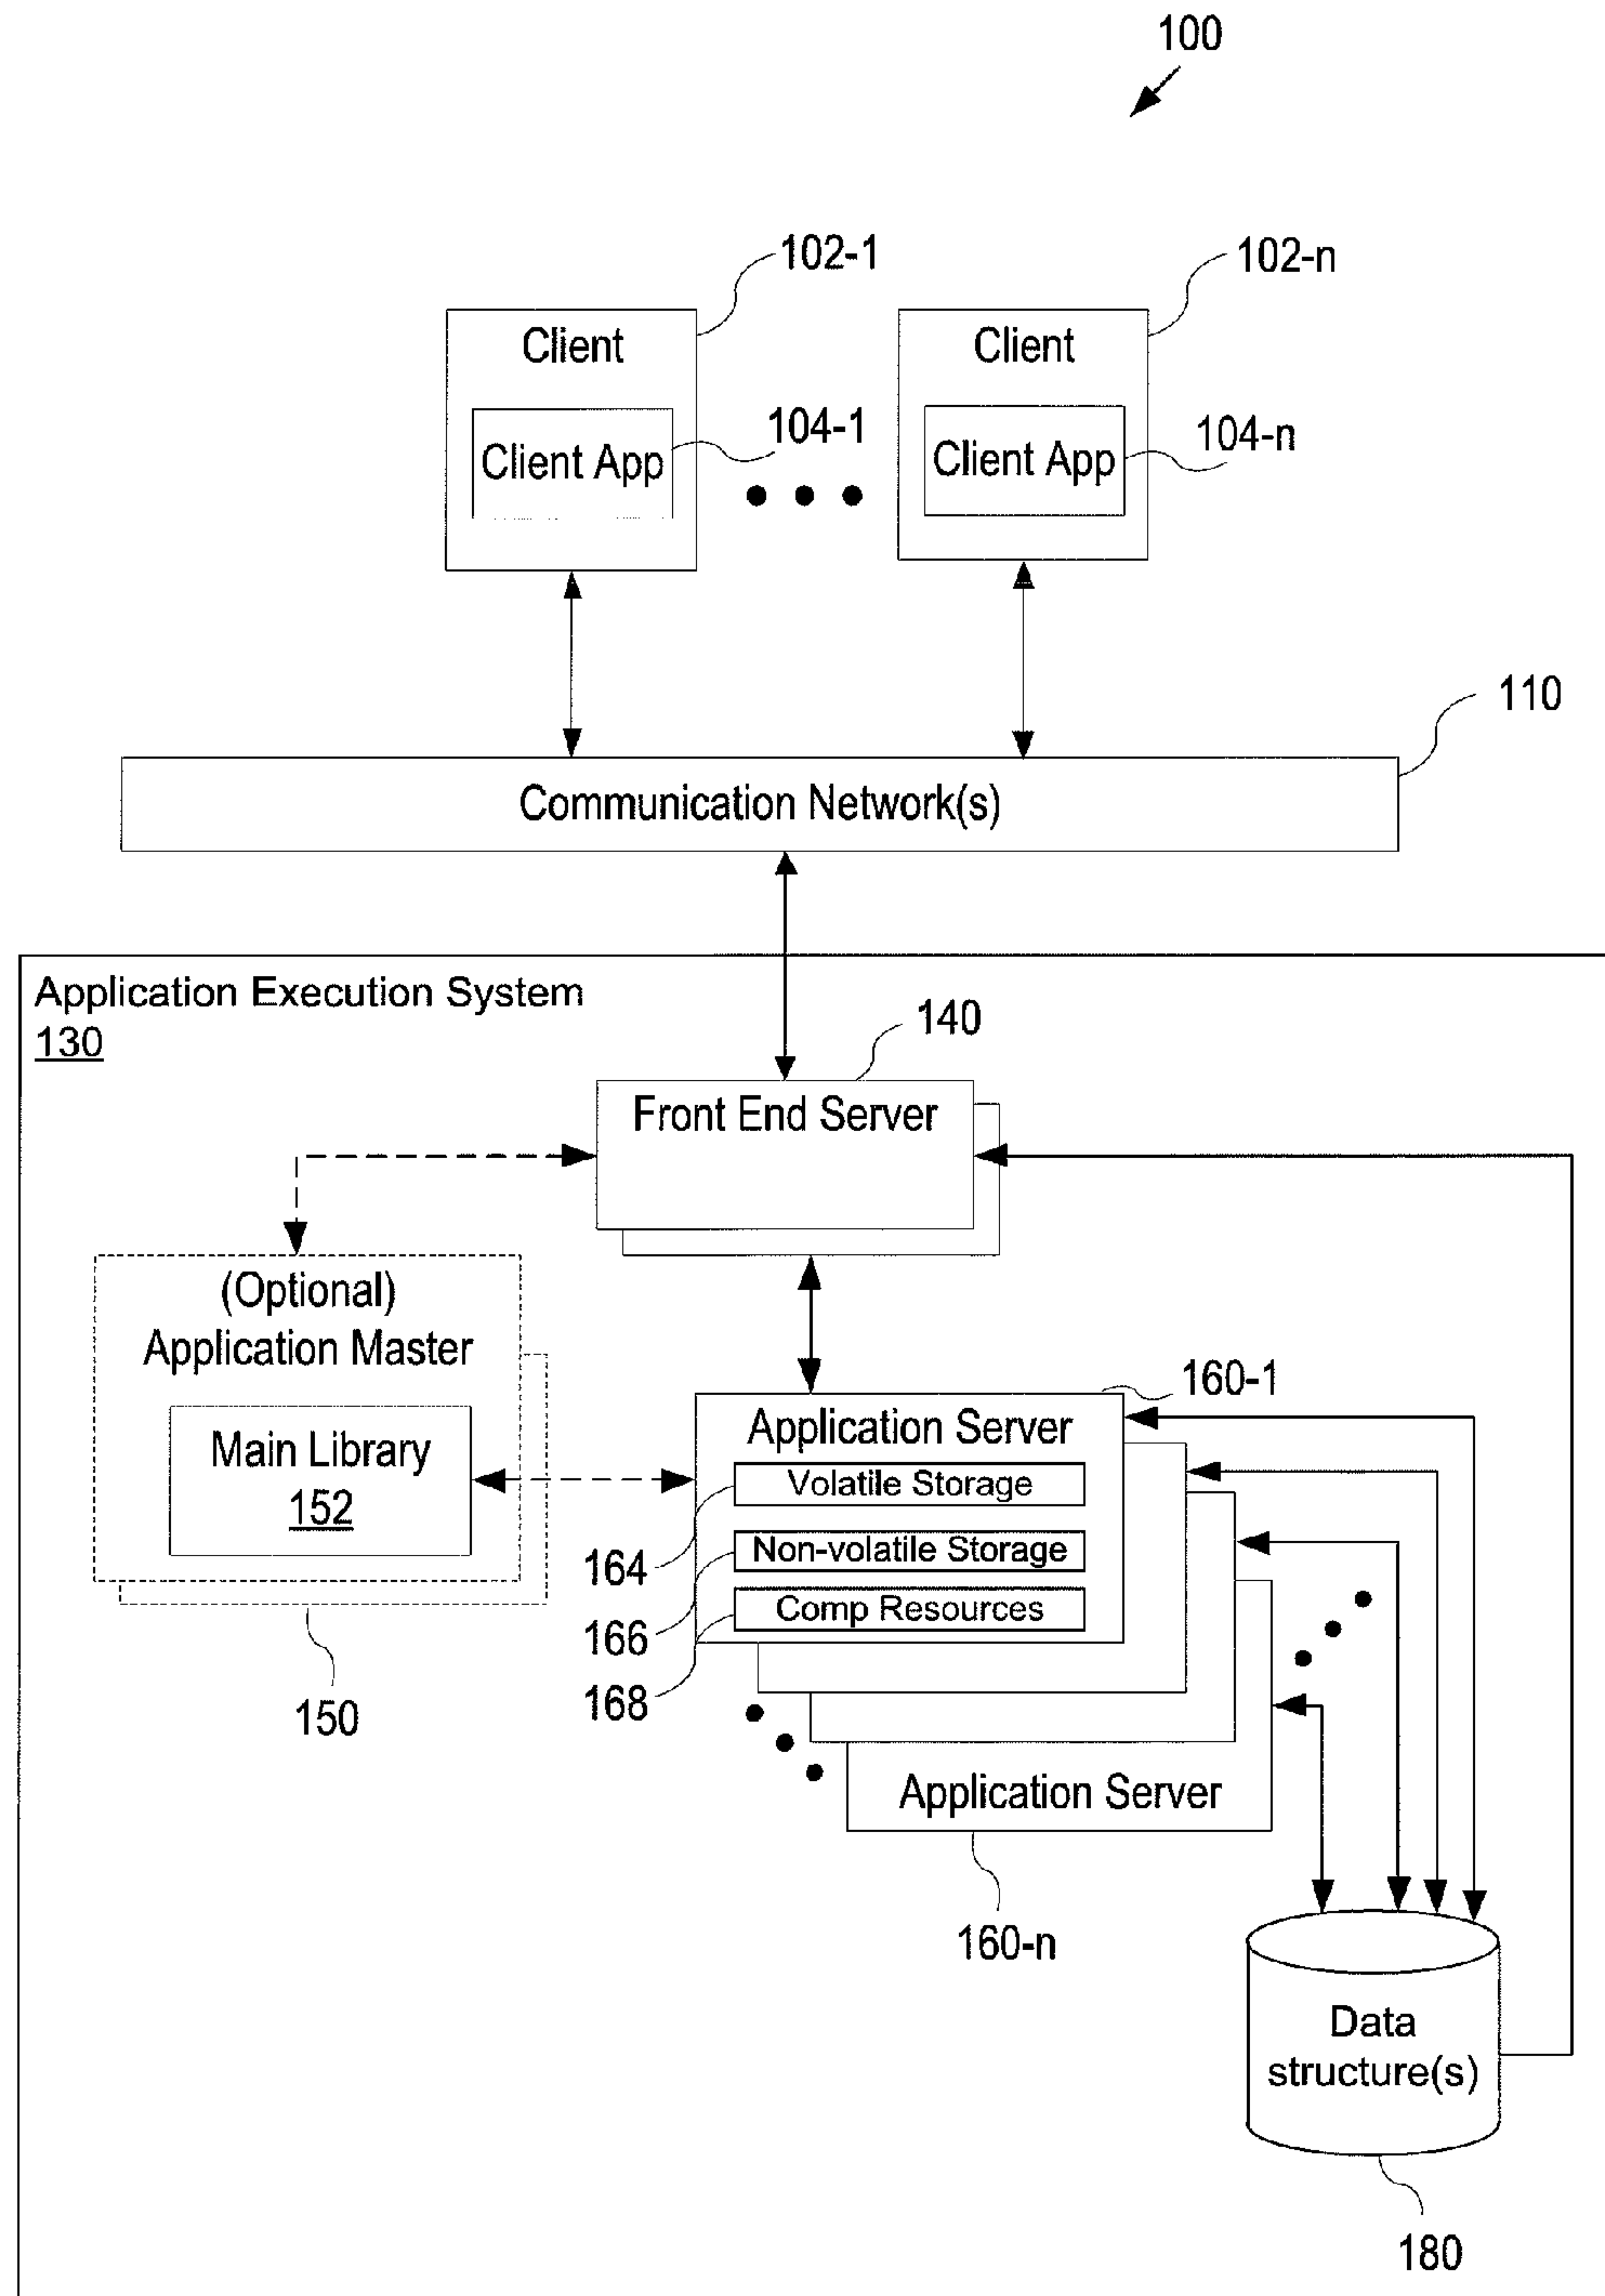 100
102-1
102-n
Client
Client
104-1
104-n
Client App
Client App
110
Communication Network(s)
Application Execution System
130
140
Front End Server
(Optional)
Application Master
160-1
Application Server
Main Library
152
Volatile Storage
Non-volatile Storage
164
Comp Resources
166
168
150
Application Server
160-n
Data
structure(s)
180